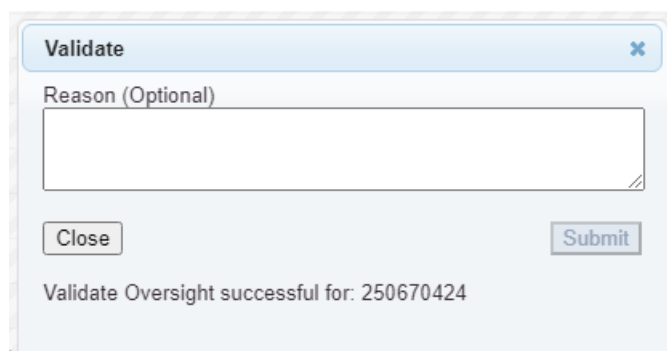 Validate
Reason (Optional)
Close
Submit
Validate Oversight successful for: 250670424